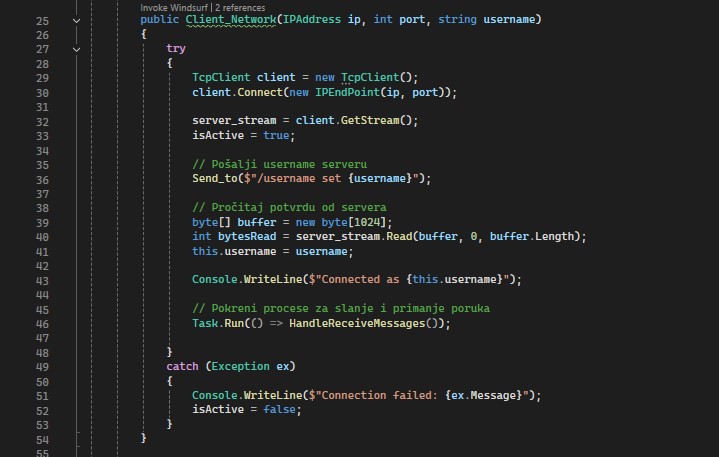 Invoke Windsurf | 2 references
25 public Client_Network(IPAddress ip, int port, string username)
26 {
27 try
28 {
29 TcpClient client = new TcpClient();
30 client.Connect(new IPEndPoint(ip, port));
31
32 server_stream = client.GetStream();
33 isActive = true;
34
35 // Pošalji username serveru
36 Send_to($"/username set {username}");
37
38 // Pročitaj potvrdu od servera
39 byte[] buffer = new byte[1024];
40 int bytesRead = server_stream.Read(buffer, 0, buffer.Length);
41 this.username = username;
42
43 Console.WriteLine($"Connected as {this.username}");
44
45 // Pokreni procese za slanje i primanje poruka
46 Task.Run(() => HandleReceiveMessages());
47
48 }
49 catch (Exception ex)
50 {
51 Console.WriteLine($"Connection failed: {ex.Message}");
52 isActive = false;
53 }
54 }
55